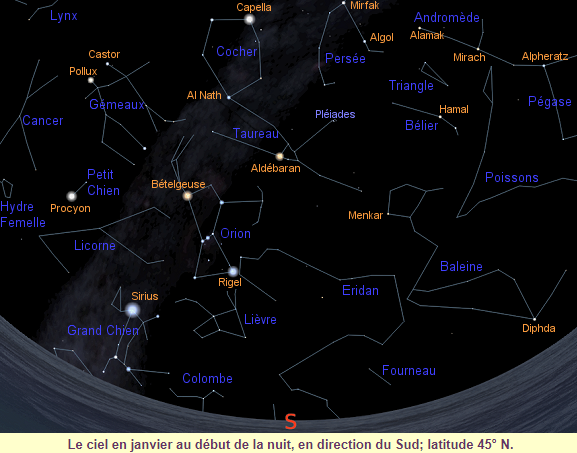 Capella
Mirfak
Lynx
Andromède
Cocher
Algol
Alamak
Castor
Persée
Mirach
Alpheratz
Pollux
Triangle
Al Nath
Gémeaux
Pégase
Hamal
Pléiades
Cancer
Bélier
Taureau
Aldébaran
Petit
Chien
Bételgeuse
Poissons
Hydre
Femelle
Procyon
Menkar
Orion
Licorne
Baleine
Rigel
Eridan
Sirius
Lièvre
Grand Chien
Diphda
Fourneau
Colombe
S
Le ciel en janvier au début de la nuit, en direction du Sud; latitude 45° N.